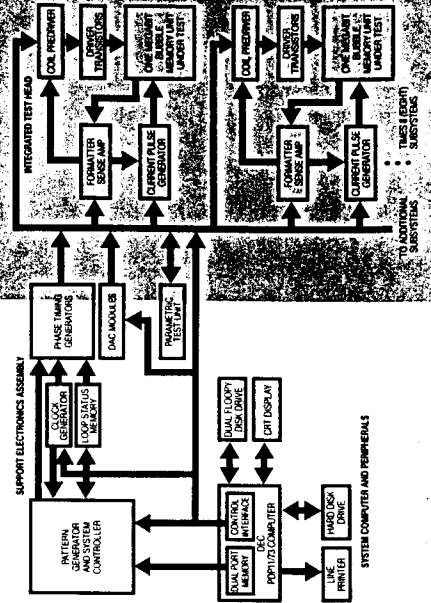 SUPPORT ELECTRONICS ASSEMBLY
PATTERN
GENERATOR
AND SYSTEM
CONTROLLER
CLOCK
GENERATOR
LOOP STATUS
MEMORY
PHASE TIMING
GENERATORS
DAC MODULES
PARAMETRIC
TEST UNIT
DUAL PORT
MEMORY
CONTROL
INTERFACE
DEC
PDP11/73 COMPUTER
DUAL FLOOPY
DISK DRIVE
CRT DISPLAY
LINE
PRINTER
HARD DISK
DRIVE
SYSTEM COMPUTER AND PERIPHERALS
INTEGRATED TEST HEAD
COIL PREDRIVER
DRIVER
TRANSISTORS
ONE MEGABIT
BUBBLE
MEMORY UNIT
UNDER TEST
FORMATTER
SENSE AMP
CURRENT PULSE
GENERATOR
COIL PREDRIVER
DRIVER
TRANSISTORS
ONE MEGABIT
BUBBLE
MEMORY UNIT
UNDER TEST
FORMATTER
SENSE AMP
CURRENT PULSE
GENERATOR
TO ADDITIONAL
SUBSYSTEMS
TIMES 8 (EIGHT)
SUBSYSTEMS